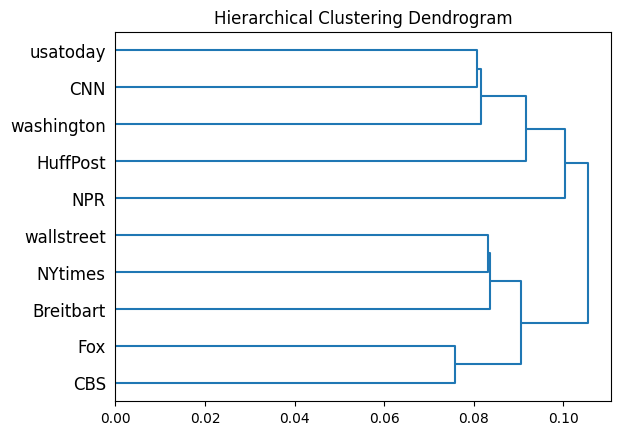 Hierarchical Clustering Dendrogram
usatoday
CNN
washington
HuffPost
NPR
wallstreet
NYtimes
Breitbart
Fox
CBS
0.00 0.02 0.04 0.06 0.08 0.10